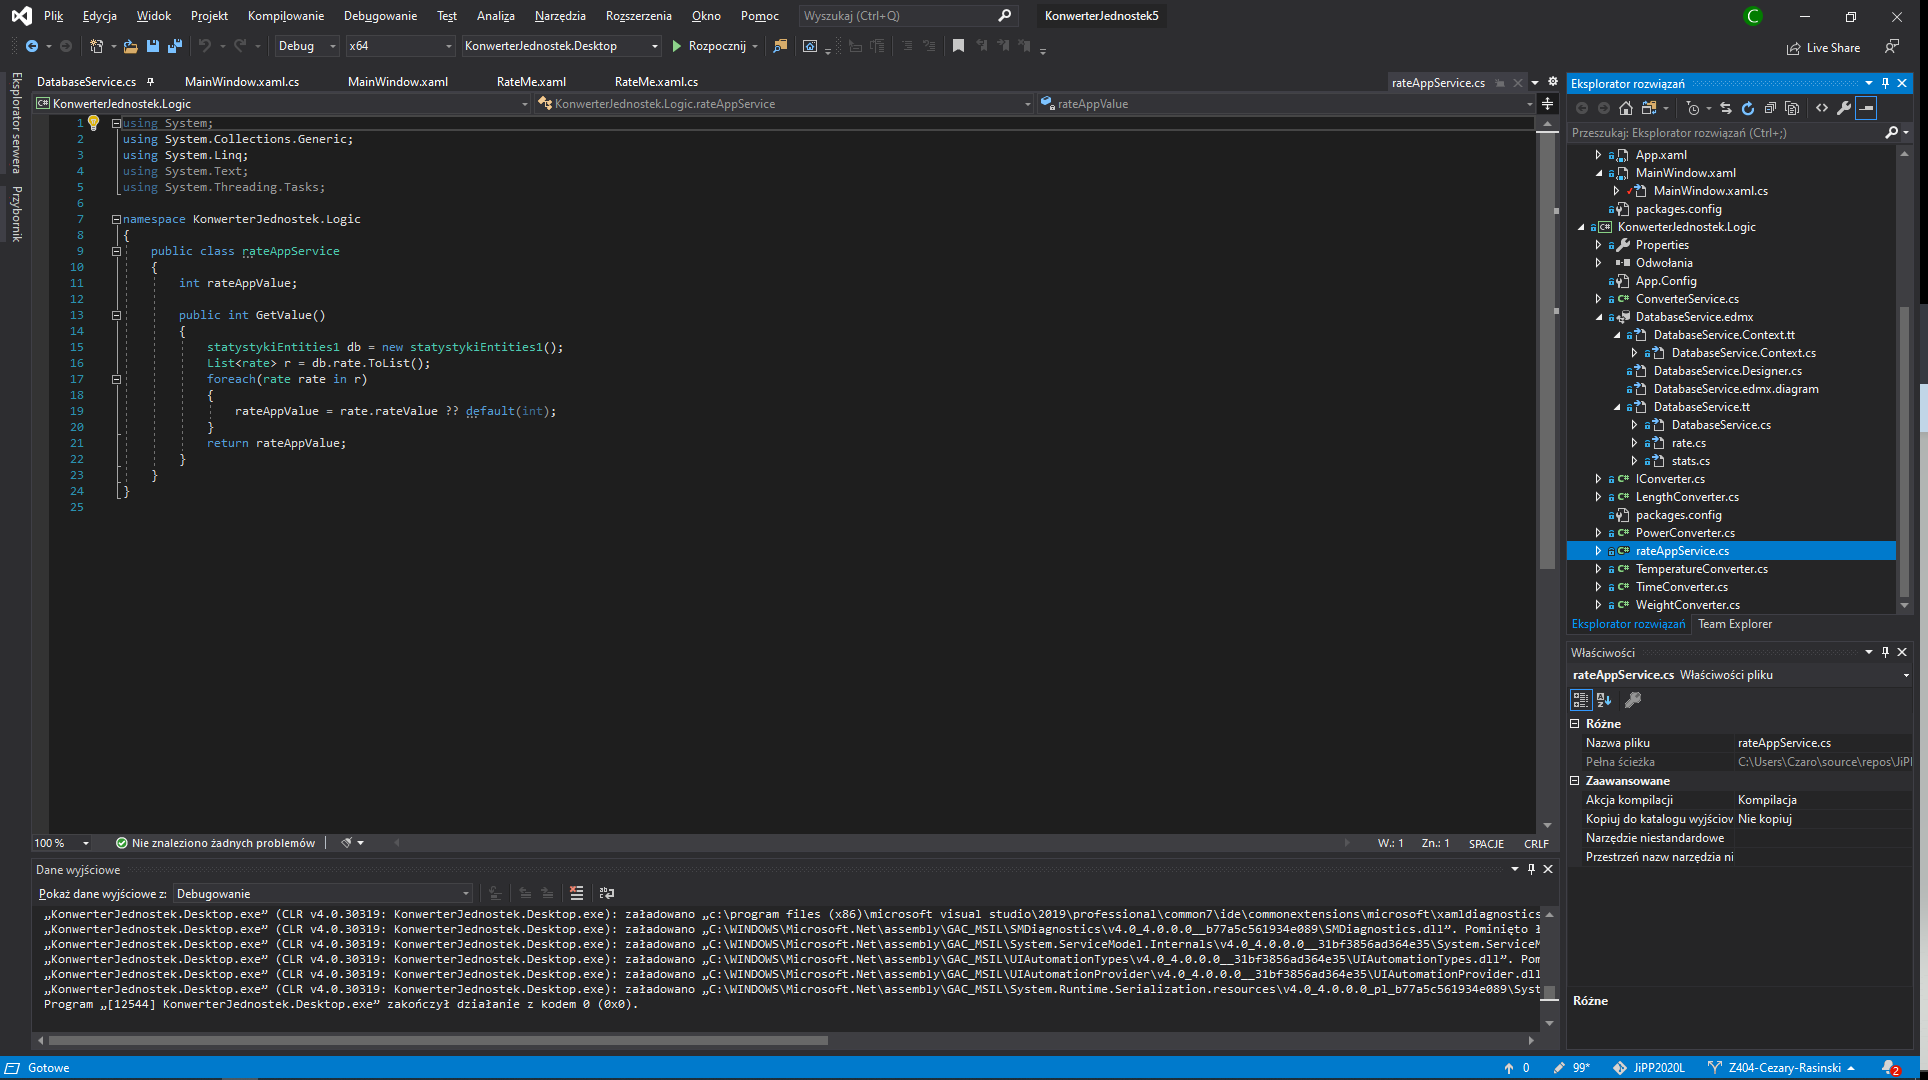 Plik Edycja Widok Projekt Kompilowanie Debugowanie Test Analiza Narzędzia Rozszerzenia Okno Pomoc Wyszukaj (Ctrl+Q) KonwerterJednostek5 C
Debug x64 KonwerterJednostek.Desktop Rozpocznij Live Share
DatabaseService.cs MainWindow.xaml.cs MainWindow.xaml RateMe.xaml RateMe.xaml.cs rateAppService.cs
KonwerterJednostek.Logic KonwerterJednostek.Logic.rateAppService rateAppValue
Eksplorator serwera
Przybornik
1 using System;
2 using System.Collections.Generic;
3 using System.Linq;
4 using System.Text;
5 using System.Threading.Tasks;
6
7 namespace KonwerterJednostek.Logic
8 {
9 public class rateAppService
10 {
11 int rateAppValue;
12
13 public int GetValue()
14 {
15 statystykiEntities1 db = new statystykiEntities1();
16 List<rate> r = db.rate.ToList();
17 foreach(rate rate in r)
18 {
19 rateAppValue = rate.rateValue ?? default(int);
20 }
21 return rateAppValue;
22 }
23 }
24 }
25
100 % Nie znaleziono żadnych problemów W.: 1 Zn.: 1 SPACJE CRLF
Dane wyjściowe
Pokaż dane wyjściowe z: Debugowanie
„KonwerterJednostek.Desktop.exe” (CLR v4.0.30319: KonwerterJednostek.Desktop.exe): załadowano „c:\program files (x86)\microsoft visual studio\2019\professional\common7\ide\commonextensions\microsoft\xamldiagnostics
„KonwerterJednostek.Desktop.exe” (CLR v4.0.30319: KonwerterJednostek.Desktop.exe): załadowano „C:\WINDOWS\Microsoft.Net\assembly\GAC_MSIL\SMDiagnostics\v4.0_4.0.0.0__b77a5c561934e089\SMDiagnostics.dll”. Pominięto ł
„KonwerterJednostek.Desktop.exe” (CLR v4.0.30319: KonwerterJednostek.Desktop.exe): załadowano „C:\WINDOWS\Microsoft.Net\assembly\GAC_MSIL\System.ServiceModel.Internals\v4.0_4.0.0.0__31bf3856ad364e35\System.ServiceM
„KonwerterJednostek.Desktop.exe” (CLR v4.0.30319: KonwerterJednostek.Desktop.exe): załadowano „C:\WINDOWS\Microsoft.Net\assembly\GAC_MSIL\UIAutomationTypes\v4.0_4.0.0.0__31bf3856ad364e35\UIAutomationTypes.dll”. Pom
„KonwerterJednostek.Desktop.exe” (CLR v4.0.30319: KonwerterJednostek.Desktop.exe): załadowano „C:\WINDOWS\Microsoft.Net\assembly\GAC_MSIL\UIAutomationProvider\v4.0_4.0.0.0__31bf3856ad364e35\UIAutomationProvider.dll
„KonwerterJednostek.Desktop.exe” (CLR v4.0.30319: KonwerterJednostek.Desktop.exe): załadowano „C:\WINDOWS\Microsoft.Net\assembly\GAC_MSIL\System.Runtime.Serialization.resources\v4.0_4.0.0.0_pl_b77a5c561934e089\Syst
Program „[12544] KonwerterJednostek.Desktop.exe” zakończył działanie z kodem 0 (0x0).
Eksplorator rozwiązań
Przeszukaj: Eksplorator rozwiązań (Ctrl+;)
App.xaml
MainWindow.xaml
MainWindow.xaml.cs
packages.config
C# KonwerterJednostek.Logic
Properties
Odwołania
App.Config
C# ConverterService.cs
DatabaseService.edmx
DatabaseService.Context.tt
DatabaseService.Context.cs
DatabaseService.Designer.cs
DatabaseService.edmx.diagram
DatabaseService.tt
DatabaseService.cs
rate.cs
stats.cs
C# IConverter.cs
C# LengthConverter.cs
packages.config
C# PowerConverter.cs
C# rateAppService.cs
C# TemperatureConverter.cs
C# TimeConverter.cs
C# WeightConverter.cs
Eksplorator rozwiązań Team Explorer
Właściwości
rateAppService.cs Właściwości pliku
Różne
Nazwa pliku rateAppService.cs
Pełna ścieżka C:\Users\Czaro\source\repos\JiPI
Zaawansowane
Akcja kompilacji Kompilacja
Kopiuj do katalogu wyjściow Nie kopiuj
Narzędzie niestandardowe
Przestrzeń nazw narzędzia ni
Różne
Gotowe 0 99* JiPP2020L Z404-Cezary-Rasinski 2